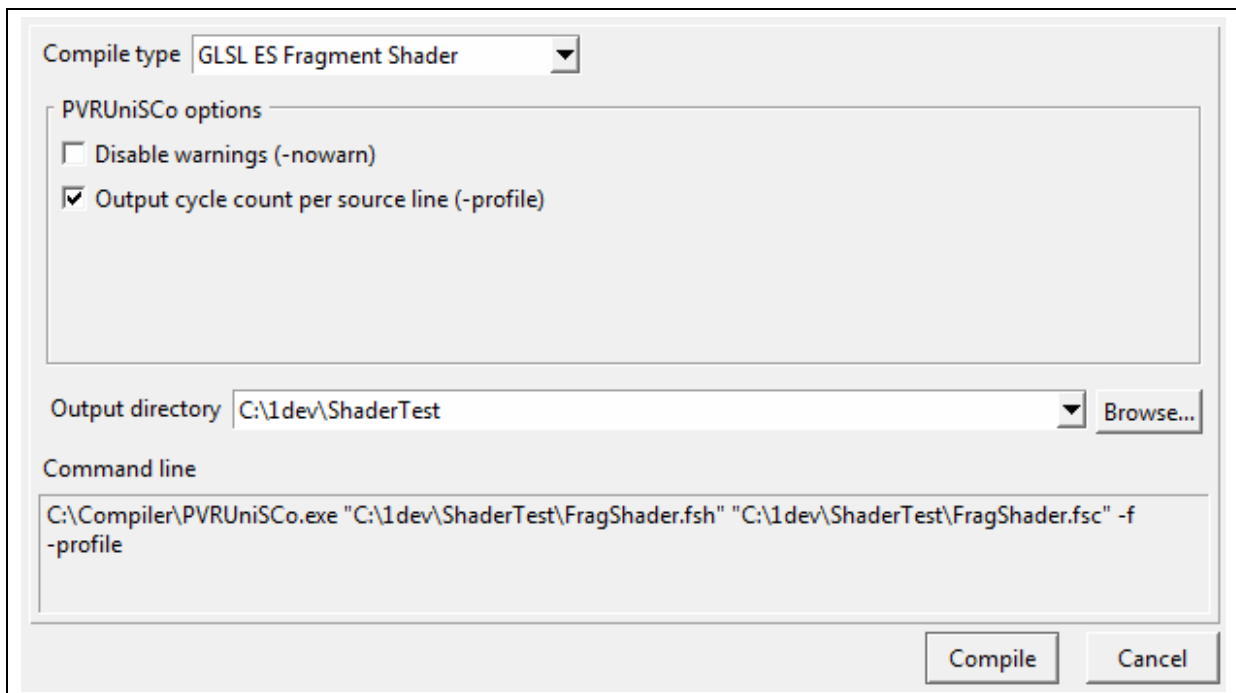 Compile type GLSL ES Fragment Shader
PVRUniSCo options
Disable warnings (-nowarn)
Output cycle count per source line (-profile)
Output directory C:\1dev\ShaderTest Browse...
Command line
C:\Compiler\PVRUniSCo.exe "C:\1dev\ShaderTest\FragShader.fsh" "C:\1dev\ShaderTest\FragShader.fsc" -f
-profile
Compile Cancel